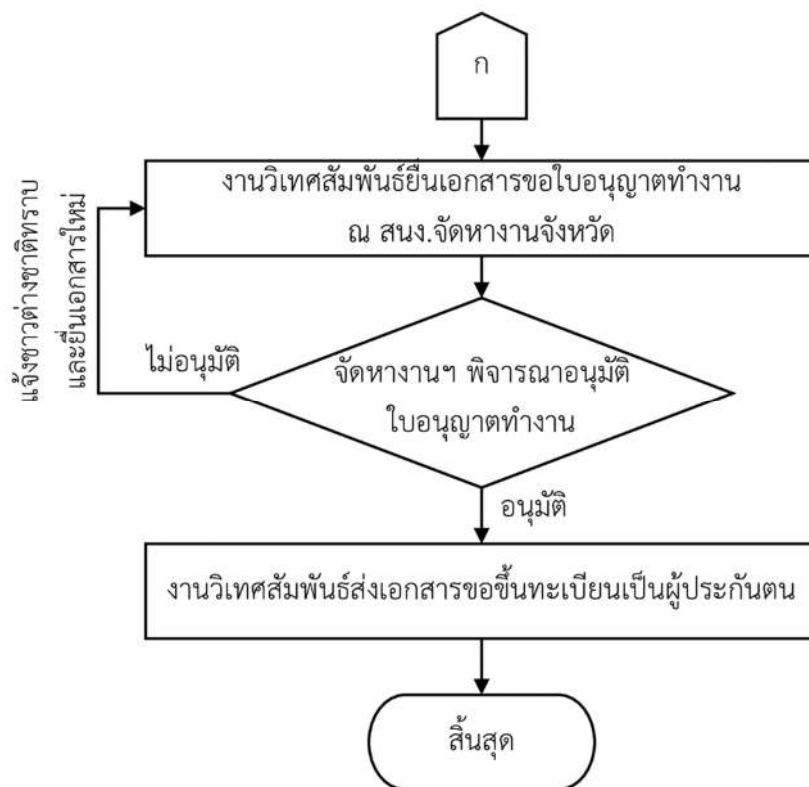 ก
งานวิเทศสัมพันธ์ยื่นเอกสารขอใบอนุญาตทำงาน
ณ สนง.จัดหางานจังหวัด
แจ้งชาวต่างชาติทราบ
และยื่นเอกสารใหม่
ไม่อนุมัติ
จัดหางานฯ พิจารณาอนุมัติ
ใบอนุญาตทำงาน
อนุมัติ
งานวิเทศสัมพันธ์ส่งเอกสารขอขึ้นทะเบียนเป็นผู้ประกันตน
สิ้นสุด